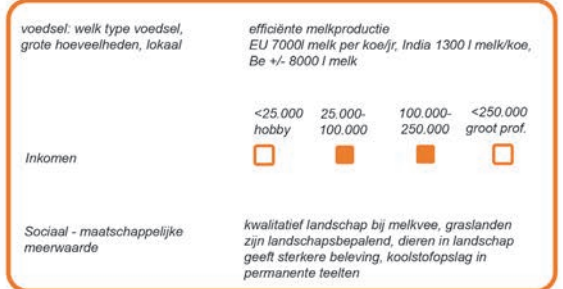 voedsel: welk type voedsel,
grote hoeveelheden, lokaal
efficiënte melkproductie
EU 7000l melk per koe/jr, India 1300 l melk/koe,
Be +/- 8000 l melk
<25.000
hobby
25.000-
100.000
100.000-
250.000
<250.000
groot prof.
Inkomen
Sociaal - maatschappelijke
meerwaarde
kwalitatief landschap bij melkvee, graslanden
zijn landschapsbepalend, dieren in landschap
geeft sterkere beleving, koolstofopslag in
permanente teelten